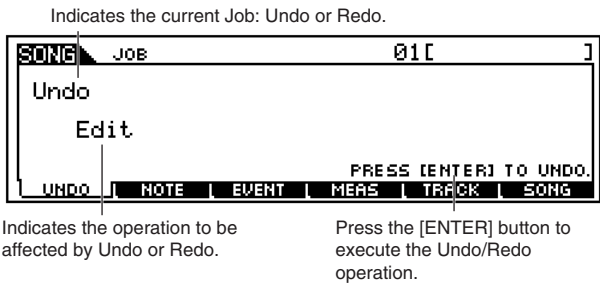 Indicates the current Job: Undo or Redo.
SONG JOB 01[ ]
Undo
Edit
PRESS [ENTER] TO UNDO.
UNDO NOTE EVENT MEAS TRACK SONG
Indicates the operation to be
affected by Undo or Redo.
Press the [ENTER] button to
execute the Undo/Redo
operation.